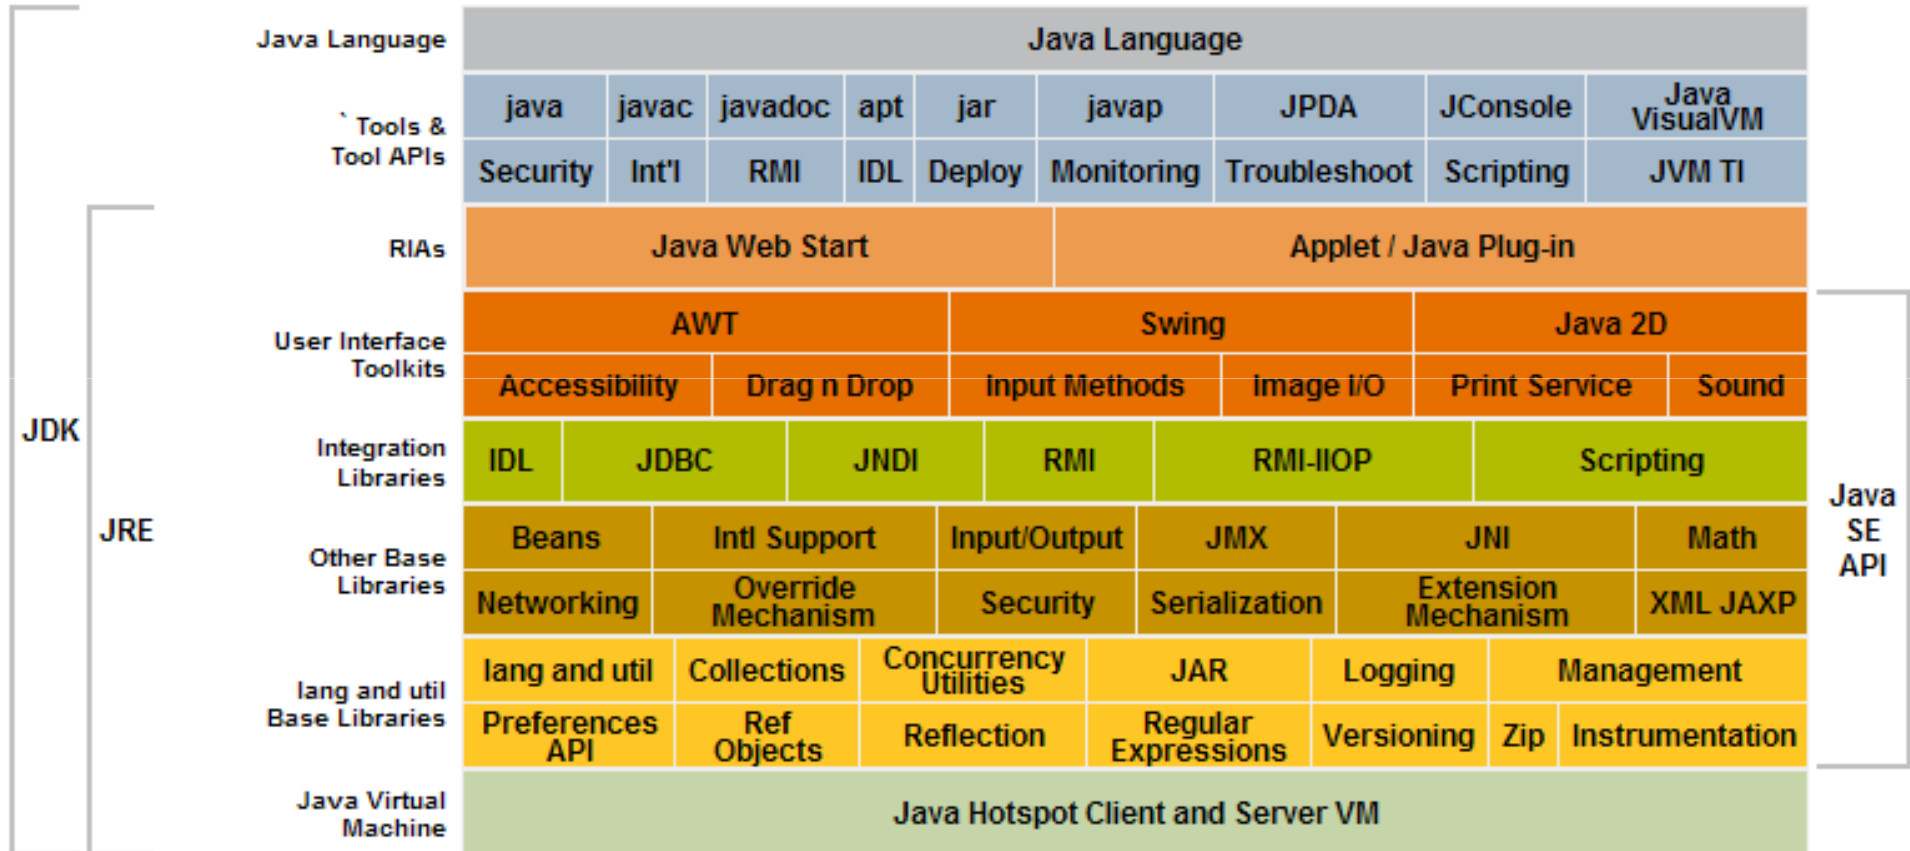 Java Language
Java Language
` Tools &
Tool APIs
java javac javadoc apt jar javap JPDA JConsole Java
VisualVM
Security Int'l RMI IDL Deploy Monitoring Troubleshoot Scripting JVM TI
RIAs
Java Web Start Applet / Java Plug-in
User Interface
Toolkits
AWT Swing Java 2D
Accessibility Drag n Drop Input Methods Image I/O Print Service Sound
JDK
Integration
Libraries
IDL JDBC JNDI RMI RMI-IIOP Scripting
JRE
Other Base
Libraries
Beans Intl Support Input/Output JMX JNI Math
Networking Override
Mechanism Security Serialization Extension
Mechanism XML JAXP
Java
SE
API
lang and util
Base Libraries
lang and util Collections Concurrency
Utilities JAR Logging Management
Preferences
API Ref
Objects Reflection Regular
Expressions Versioning Zip Instrumentation
Java Virtual
Machine
Java Hotspot Client and Server VM